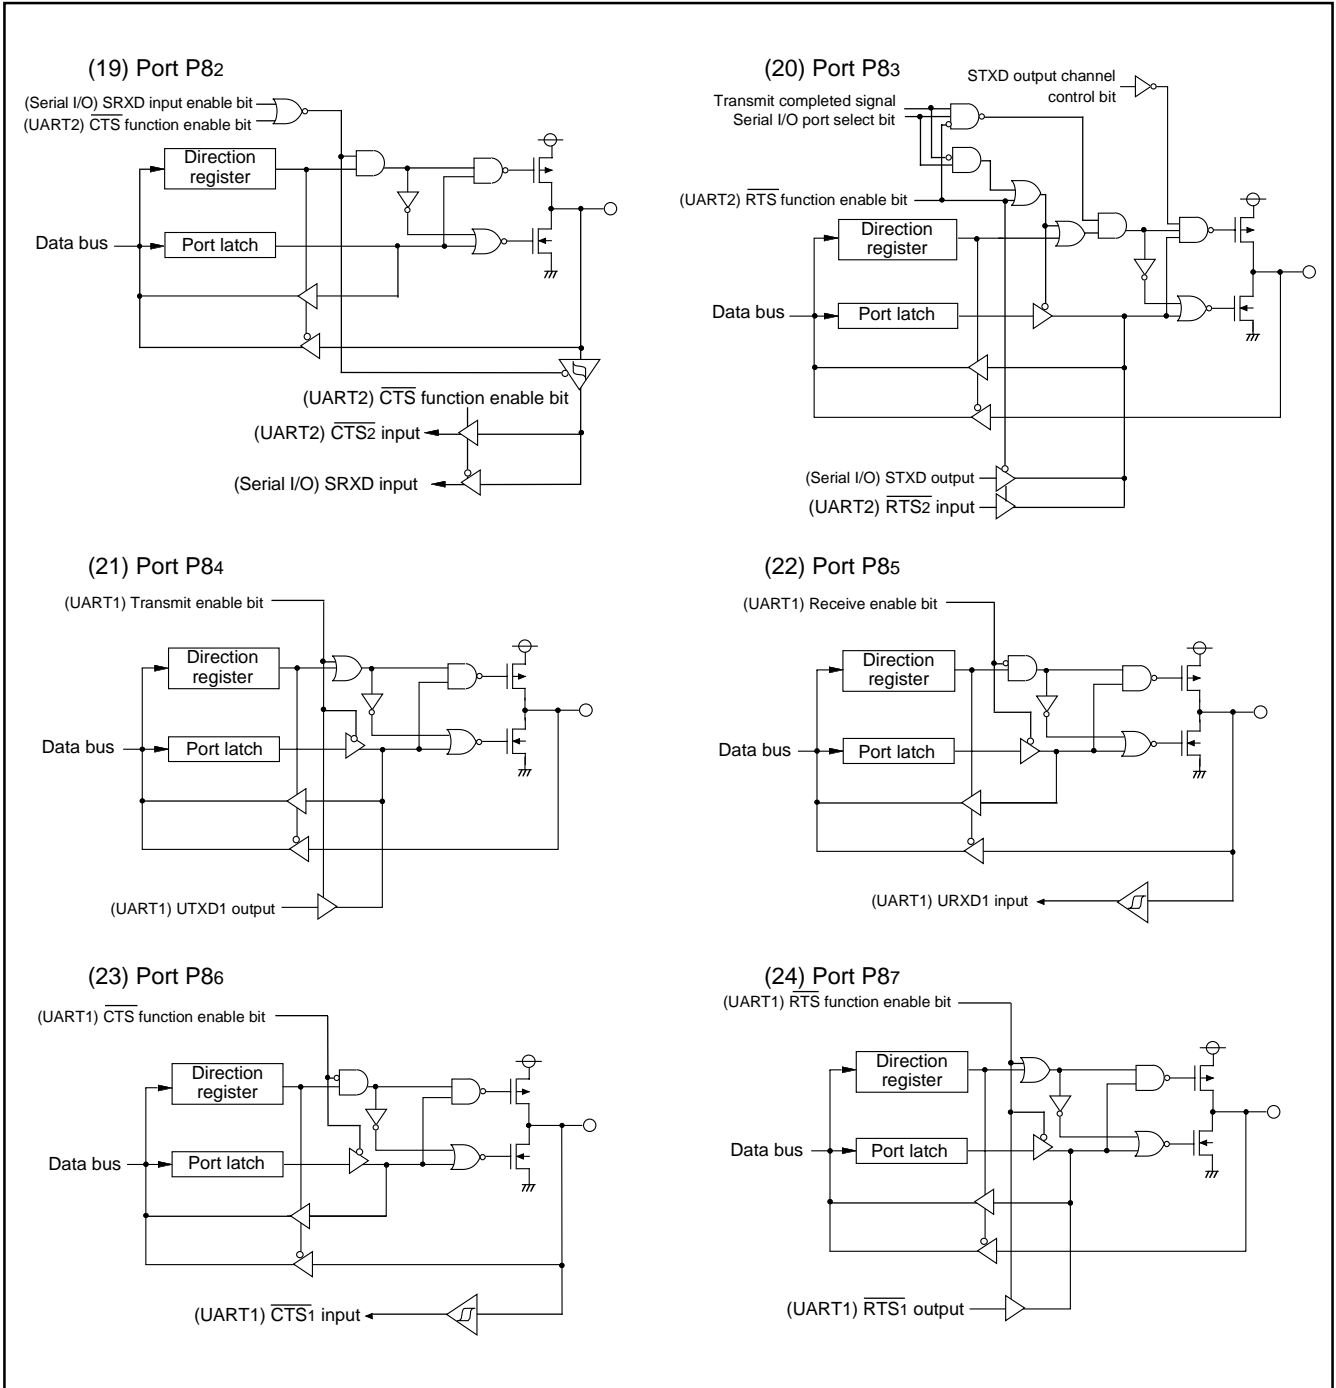 (19) Port P82
(Serial I/O) SRXD input enable bit
(UART2) CTS function enable bit
Direction
register
Data bus
Port latch
(UART2) CTS function enable bit
(UART2) CTS2 input
(Serial I/O) SRXD input
(20) Port P83
STXD output channel
control bit
Transmit completed signal
Serial I/O port select bit
(UART2) RTS function enable bit
Direction
register
Data bus
Port latch
(Serial I/O) STXD output
(UART2) RTS2 input
(21) Port P84
(UART1) Transmit enable bit
Direction
register
Data bus
Port latch
(UART1) UTXD1 output
(22) Port P85
(UART1) Receive enable bit
Direction
register
Data bus
Port latch
(UART1) URXD1 input
(23) Port P86
(UART1) CTS function enable bit
Direction
register
Data bus
Port latch
(UART1) CTS1 input
(24) Port P87
(UART1) RTS function enable bit
Direction
register
Data bus
Port latch
(UART1) RTS1 output